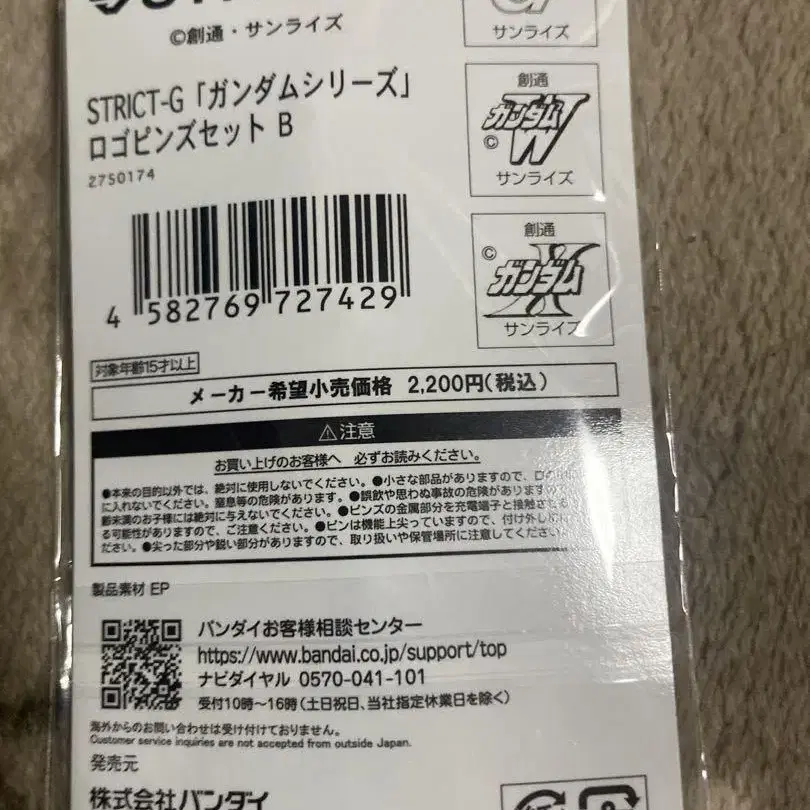 ©創通・サンライズ
サンライズ
STRICT-G「ガンダムシリーズ」
ロゴピンズセット B
2750174
創通
ガンダムW
©
サンライズ
4 582769 727429
創通
©
ガンダムX
サンライズ
対象年齢15才以上
メーカー希望小売価格 2,200円(税込)
⚠注意
お買い上げのお客様へ 必ずお読みください。
●本来の目的以外では、絶対に使用しないでください。●小さな部品がありますので、口の
に入れないでください。窒息等の危険があります。●誤飲や思わぬ事故の危険がありますので
齢未満のお子様には絶対に与えないでください。●ピンズの金属部分を充電端子と接触させる
る可能性がありますので、ご注意ください。●ピンは機能上尖っていますので、付け外し
ださい。●尖った部分や鋭い部分がありますので、取り扱いや保管場所に注意してください
製品素材 EP
バンダイお客様相談センター
https://www.bandai.co.jp/support/top
ナビダイヤル 0570-041-101
受付10時~16時(土日祝日、当社指定休業日を除く)
海外からのお問い合わせは受け付けておりません。
Customer service inquiries are not accepted from outside Japan.
発売元
株式会社バンダイ